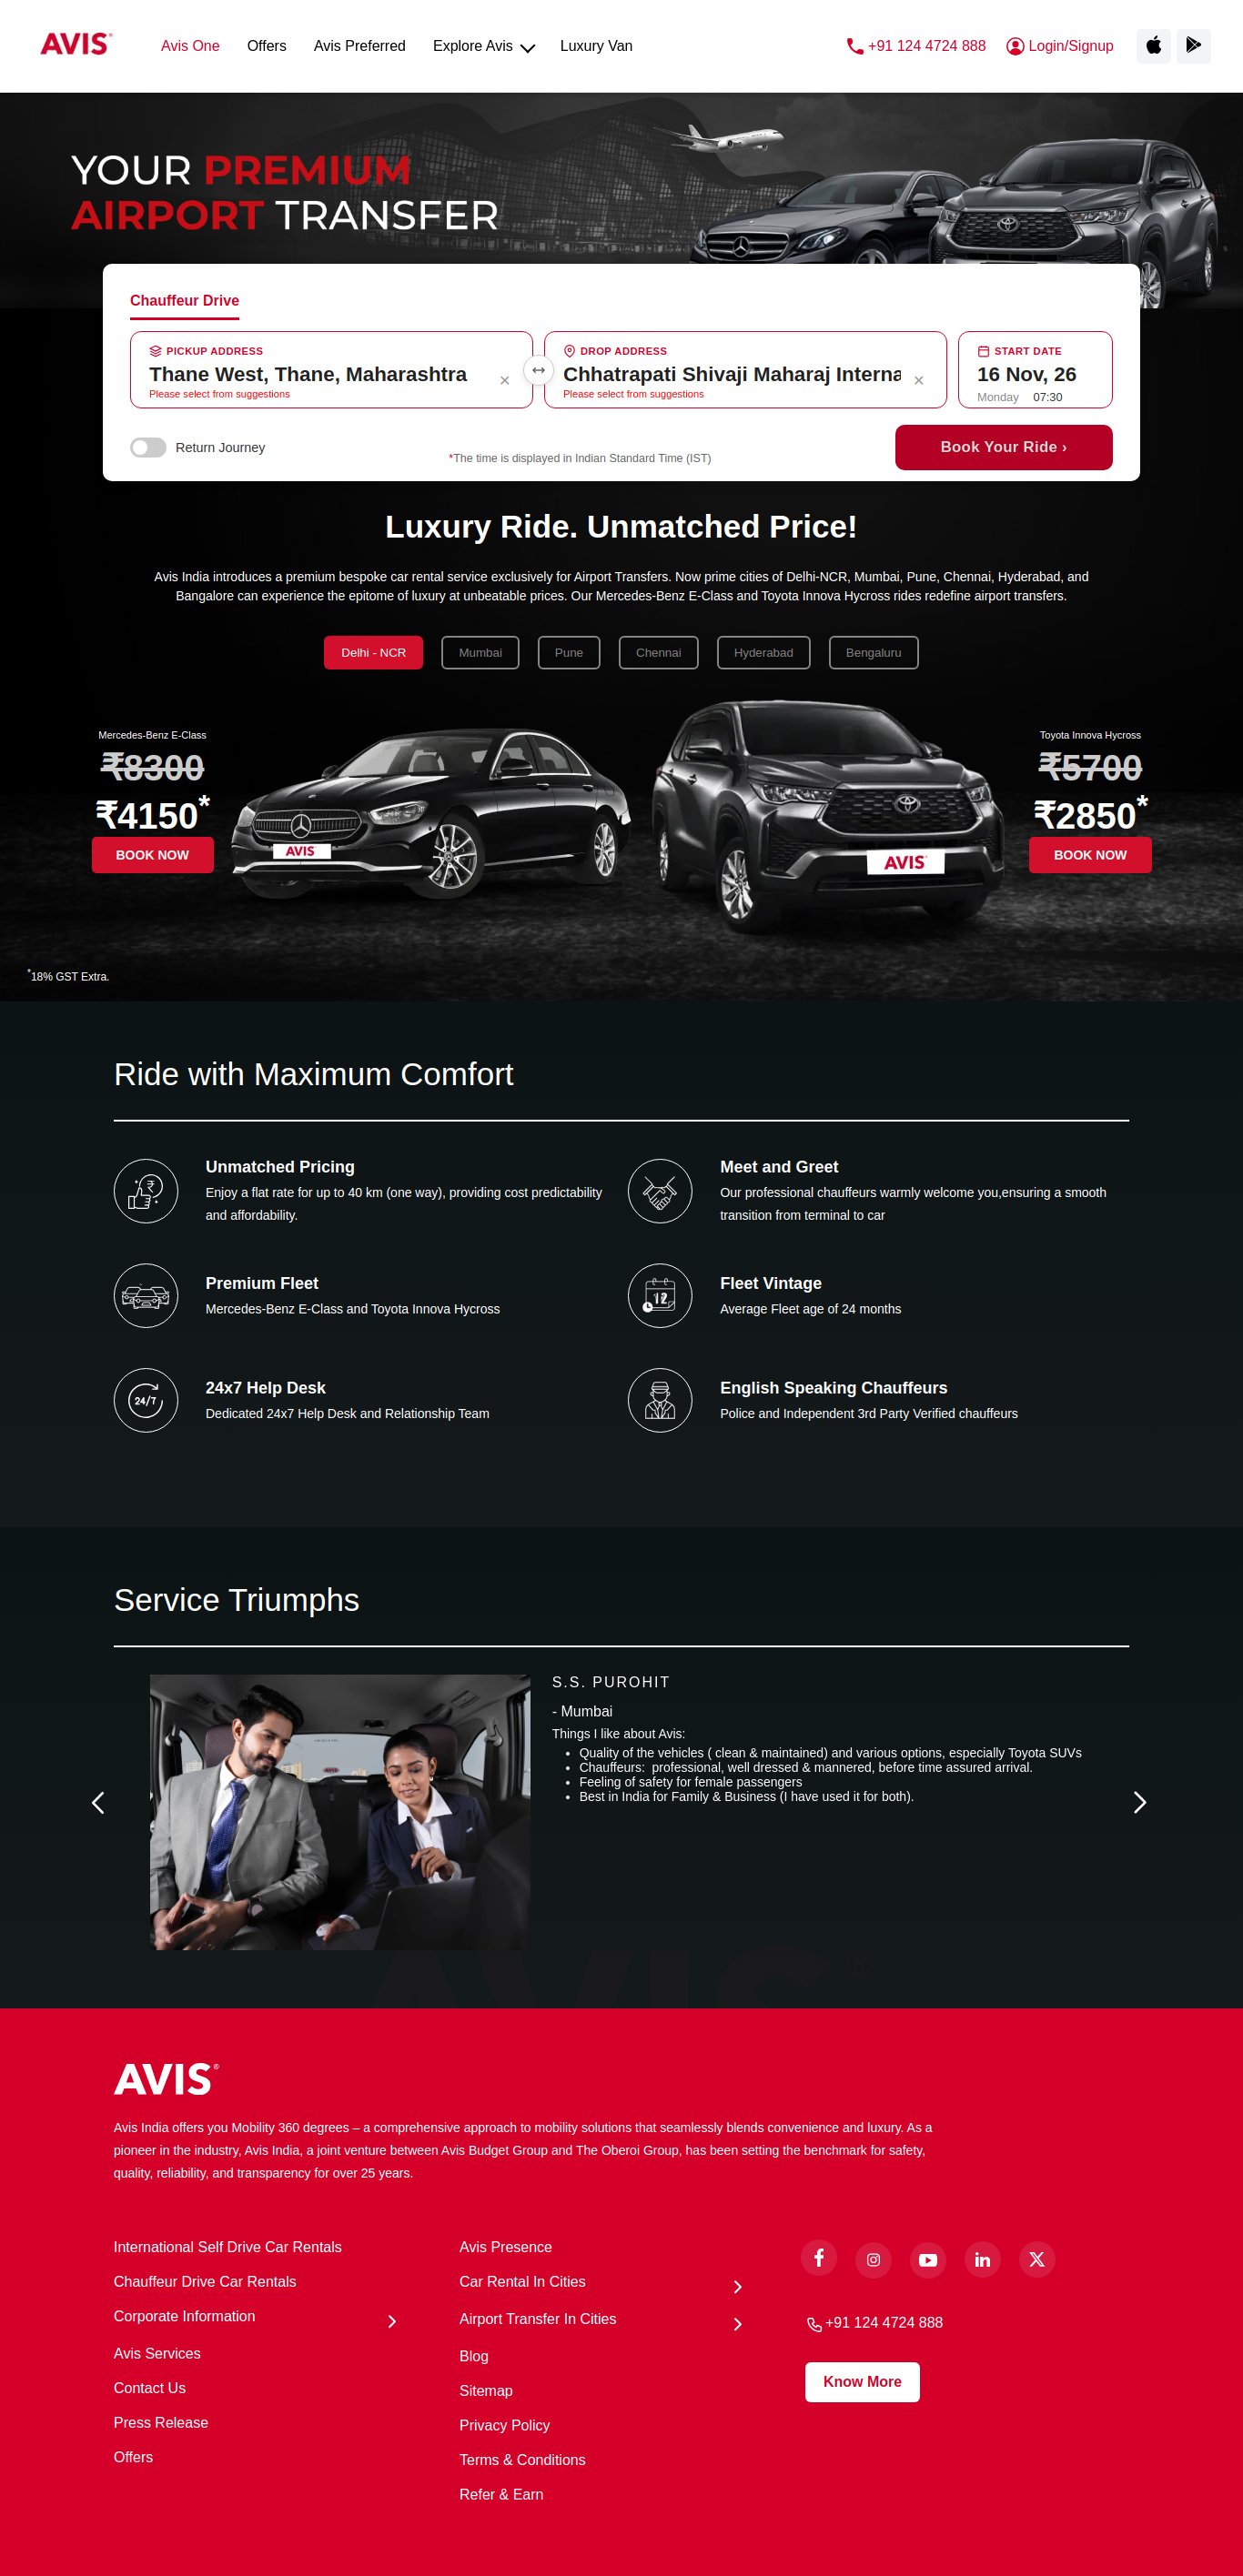 AVIS
Avis One
Offers
Avis Preferred
Explore Avis
Luxury Van
+91 124 4724 888
Login/Signup
YOUR PREMIUM
AIRPORT TRANSFER
Chauffeur Drive
PICKUP ADDRESS
Thane West, Thane, Maharashtra
Please select from suggestions
DROP ADDRESS
Chhatrapati Shivaji Maharaj Interna
Please select from suggestions
START DATE
16 Nov, 26
Monday 07:30
Return Journey
*The time is displayed in Indian Standard Time (IST)
Book Your Ride ›
Luxury Ride. Unmatched Price!
Avis India introduces a premium bespoke car rental service exclusively for Airport Transfers. Now prime cities of Delhi-NCR, Mumbai, Pune, Chennai, Hyderabad, and
Bangalore can experience the epitome of luxury at unbeatable prices. Our Mercedes-Benz E-Class and Toyota Innova Hycross rides redefine airport transfers.
Delhi - NCR
Mumbai
Pune
Chennai
Hyderabad
Bengaluru
Mercedes-Benz E-Class
₹8300
₹4150*
BOOK NOW
AVIS
AVIS
Toyota Innova Hycross
₹5700
₹2850*
BOOK NOW
*18% GST Extra.
Ride with Maximum Comfort
Unmatched Pricing
Enjoy a flat rate for up to 40 km (one way), providing cost predictability
and affordability.
Meet and Greet
Our professional chauffeurs warmly welcome you,ensuring a smooth
transition from terminal to car
Premium Fleet
Mercedes-Benz E-Class and Toyota Innova Hycross
12
Fleet Vintage
Average Fleet age of 24 months
24/7
24x7 Help Desk
Dedicated 24x7 Help Desk and Relationship Team
English Speaking Chauffeurs
Police and Independent 3rd Party Verified chauffeurs
Service Triumphs
S.S. PUROHIT
- Mumbai
Things I like about Avis:
Quality of the vehicles ( clean & maintained) and various options, especially Toyota SUVs
Chauffeurs: professional, well dressed & mannered, before time assured arrival.
Feeling of safety for female passengers
Best in India for Family & Business (I have used it for both).
AVIS®
Avis India offers you Mobility 360 degrees – a comprehensive approach to mobility solutions that seamlessly blends convenience and luxury. As a
pioneer in the industry, Avis India, a joint venture between Avis Budget Group and The Oberoi Group, has been setting the benchmark for safety,
quality, reliability, and transparency for over 25 years.
International Self Drive Car Rentals
Chauffeur Drive Car Rentals
Corporate Information
Avis Services
Contact Us
Press Release
Offers
Avis Presence
Car Rental In Cities
Airport Transfer In Cities
Blog
Sitemap
Privacy Policy
Terms & Conditions
Refer & Earn
+91 124 4724 888
Know More